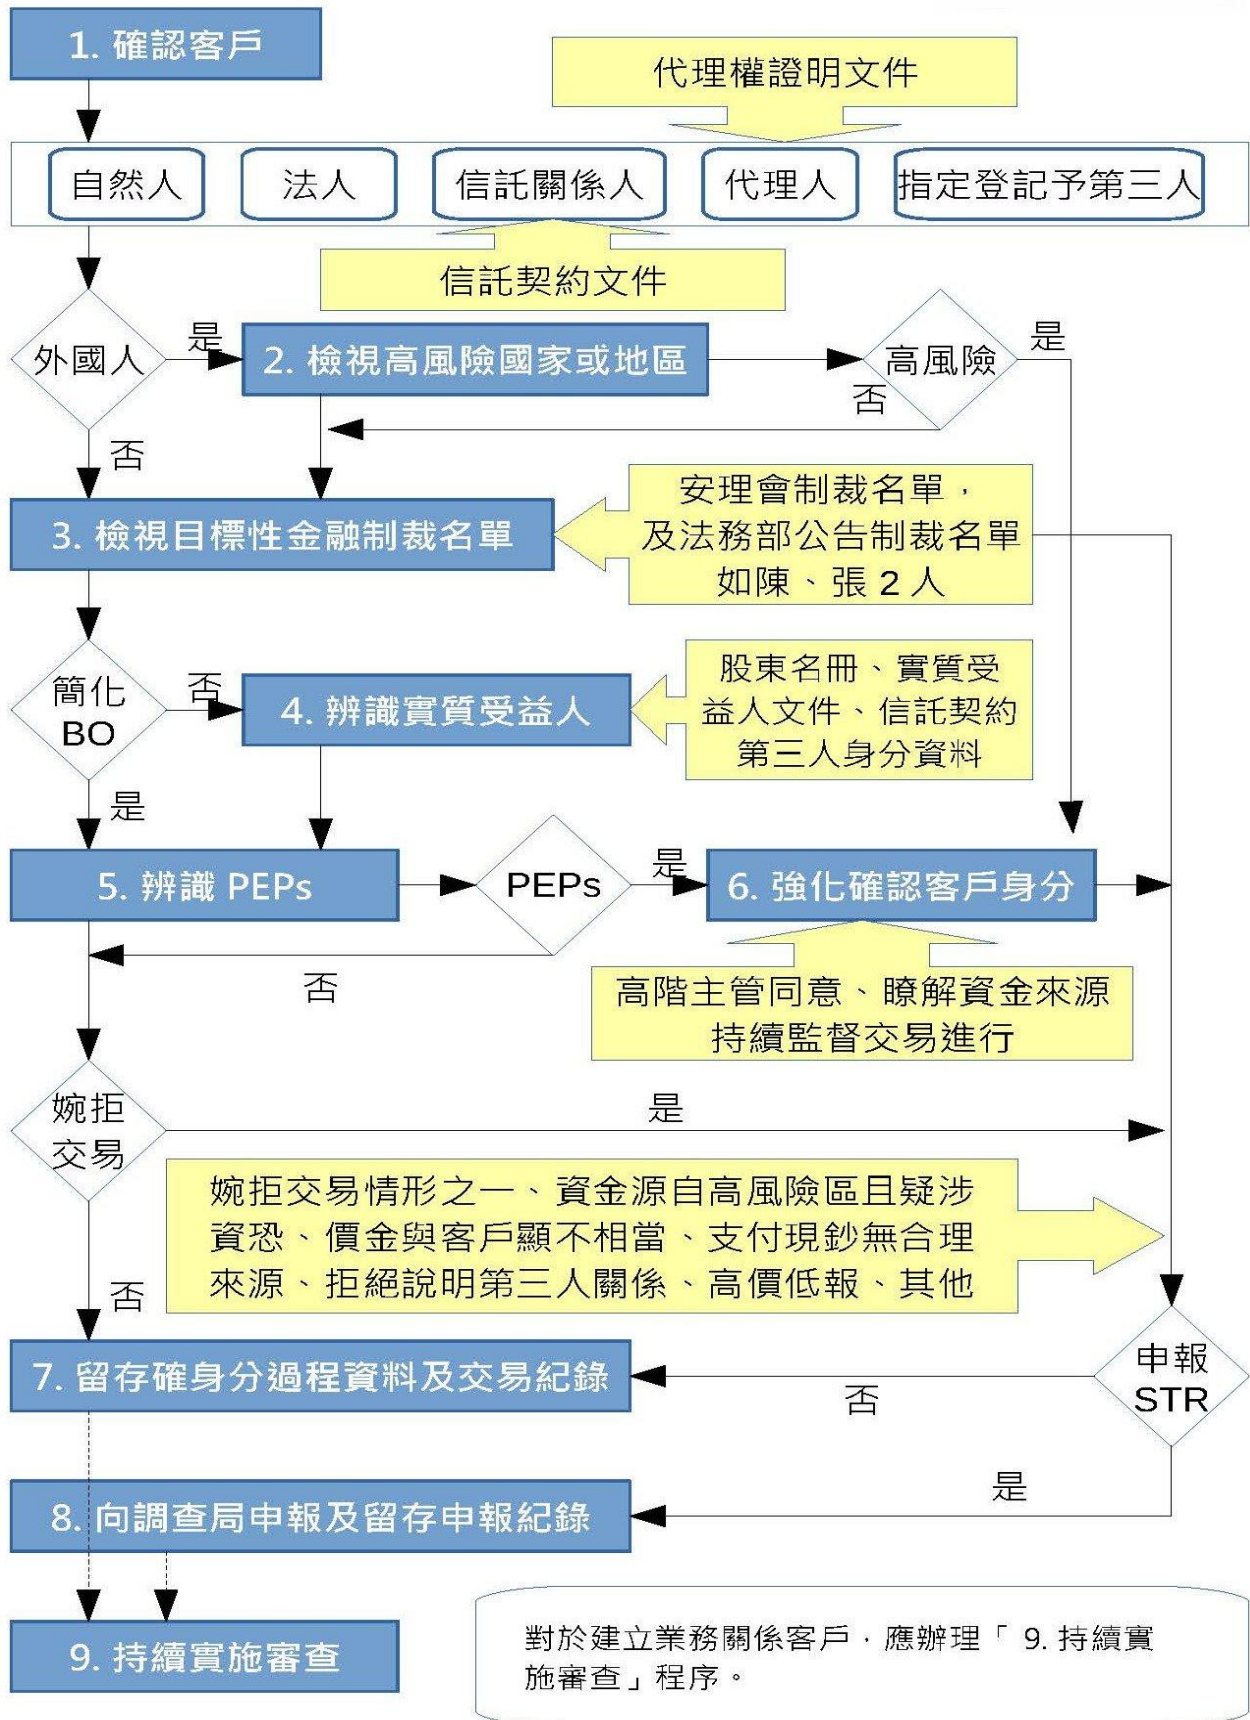 1. 確認客戶
代理權證明文件
自然人
法人
信託關係人
代理人
指定登記予第三人
信託契約文件
外國人
是
2. 檢視高風險國家或地區
高風險
是
否
否
3. 檢視目標性金融制裁名單
安理會制裁名單，
及法務部公告制裁名單
如陳、張 2 人
簡化
BO
否
4. 辨識實質受益人
股東名冊、實質受
益人文件、信託契約
第三人身分資料
是
5. 辨識 PEPs
PEPs
是
6. 強化確認客戶身分
否
高階主管同意、瞭解資金來源
持續監督交易進行
婉拒
交易
是
婉拒交易情形之一、資金源自高風險區且疑涉
資恐、價金與客戶顯不相當、支付現鈔無合理
來源、拒絕說明第三人關係、高價低報、其他
否
7. 留存確身分過程資料及交易紀錄
否
申報
STR
是
8. 向調查局申報及留存申報紀錄
9. 持續實施審查
對於建立業務關係客戶，應辦理「 9. 持續實
施審查」程序。